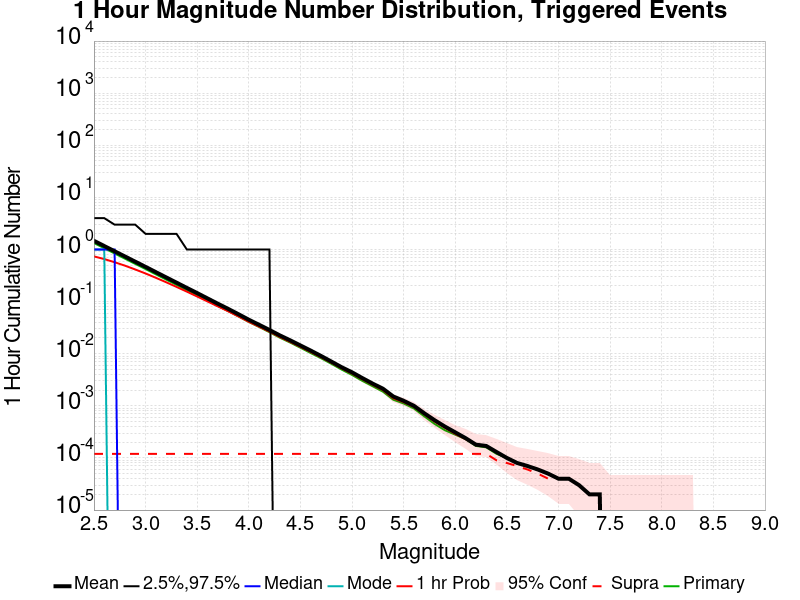 1 Hour Magnitude Number Distribution, Triggered Events
1 Hour Cumulative Number
10^4
10^3
10^2
10^1
10^0
10^-1
10^-2
10^-3
10^-4
10^-5
2.5 3.0 3.5 4.0 4.5 5.0 5.5 6.0 6.5 7.0 7.5 8.0 8.5 9.0
Magnitude
Mean 2.5%,97.5% Median Mode 1 hr Prob 95% Conf Supra Primary